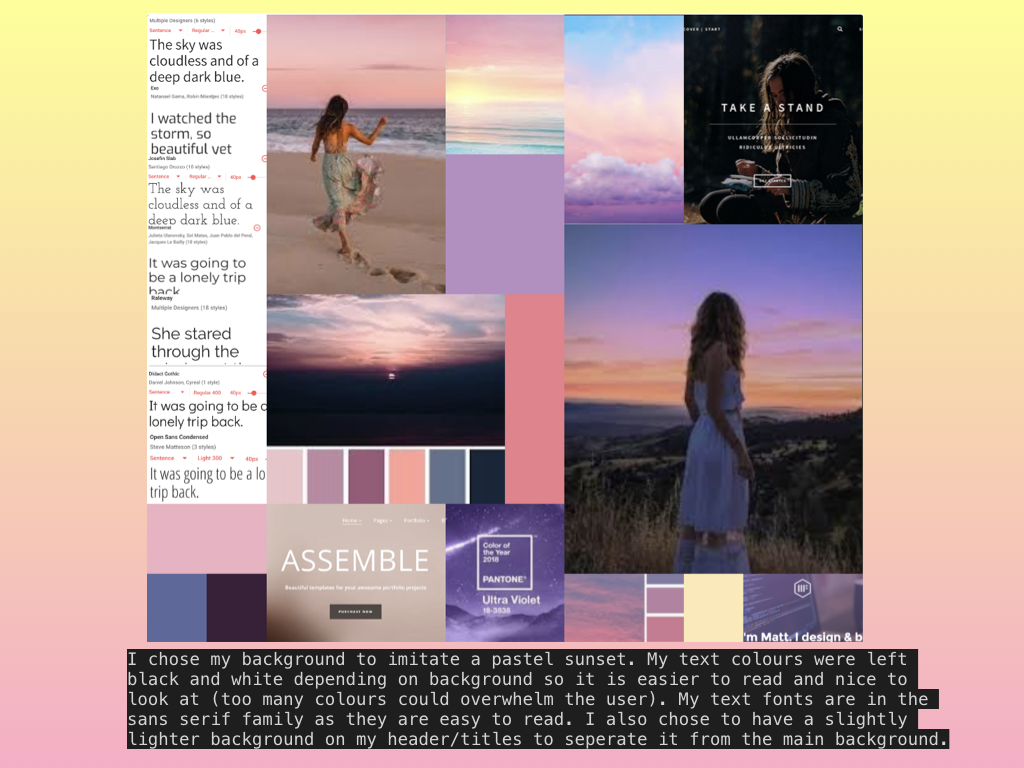 Multiple Designers (6 styles)
Sentence Regular ... 40px
The sky was
cloudless and of a
deep dark blue.
Exo
Natanael Gama, Robin Mientjes (18 styles)
I watched the
storm, so
beautiful yet
Josefin Slab
Santiago Orozco (10 styles)
Sentence Regular ... 40px
The sky was
cloudless and of a
deep dark blue.
Montserrat
Julieta Ulanovsky, Sol Matas, Juan Pablo del Peral,
Jacques Le Bailly (18 styles)
It was going to
be a lonely trip
back
Raleway
Multiple Designers (18 styles)
She stared
through the
Didact Gothic
Daniel Johnson, Cyreal (1 style)
Sentence Regular 400 40px
It was going to be a
lonely trip back.
Open Sans Condensed
Steve Matteson (3 styles)
Sentence Light 300 40px
It was going to be a lo
trip back.
COVER | START
TAKE A STAND
ULLAMCORPER SOLLICITUDIN
RIDICULUS ULTRICIES
GET STARTED
Home Pages Portfolio
ASSEMBLE
Beautiful templates for your awesome portfolio projects
PURCHASE NOW
Color of
the Year
2018
PANTONE®
Ultra Violet
18-3838
'm Matt. I design & b
I chose my background to imitate a pastel sunset. My text colours were left
black and white depending on background so it is easier to read and nice to
look at (too many colours could overwhelm the user). My text fonts are in the
sans serif family as they are easy to read. I also chose to have a slightly
lighter background on my header/titles to seperate it from the main background.